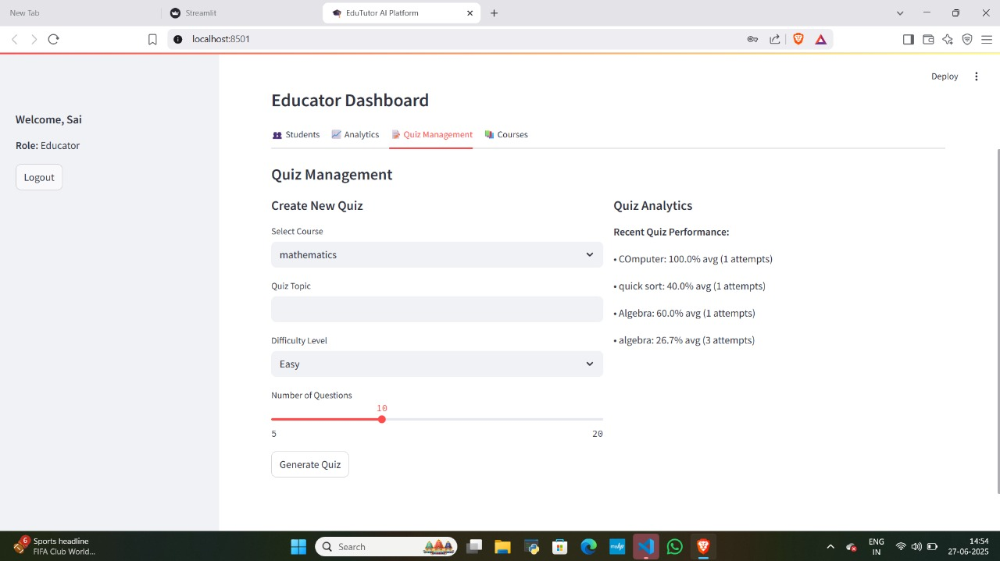 New Tab
Streamlit
EduTutor AI Platform
localhost:8501
Deploy
Welcome, Sai
Role: Educator
Logout
Educator Dashboard
Students
Analytics
Quiz Management
Courses
Quiz Management
Create New Quiz
Select Course
mathematics
Quiz Topic
Difficulty Level
Easy
Number of Questions
10
5
20
Generate Quiz
Quiz Analytics
Recent Quiz Performance:
• COmputer: 100.0% avg (1 attempts)
• quick sort: 40.0% avg (1 attempts)
• Algebra: 60.0% avg (1 attempts)
• algebra: 26.7% avg (3 attempts)
6
Sports headline
FIFA Club World...
Search
myhp
ENG
IN
14:54
27-06-2025